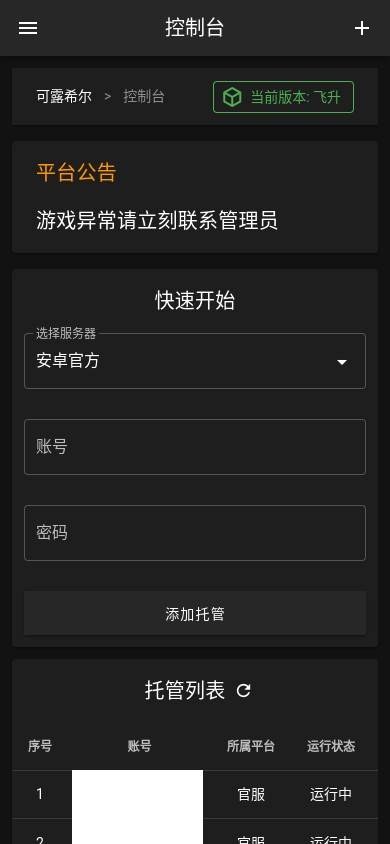 控制台
可露希尔 > 控制台
当前版本: 飞升
平台公告
游戏异常请立刻联系管理员
快速开始
选择服务器
安卓官方
账号
密码
添加托管
托管列表
序号 账号 所属平台 运行状态
1 官服 运行中
2 官服 运行中